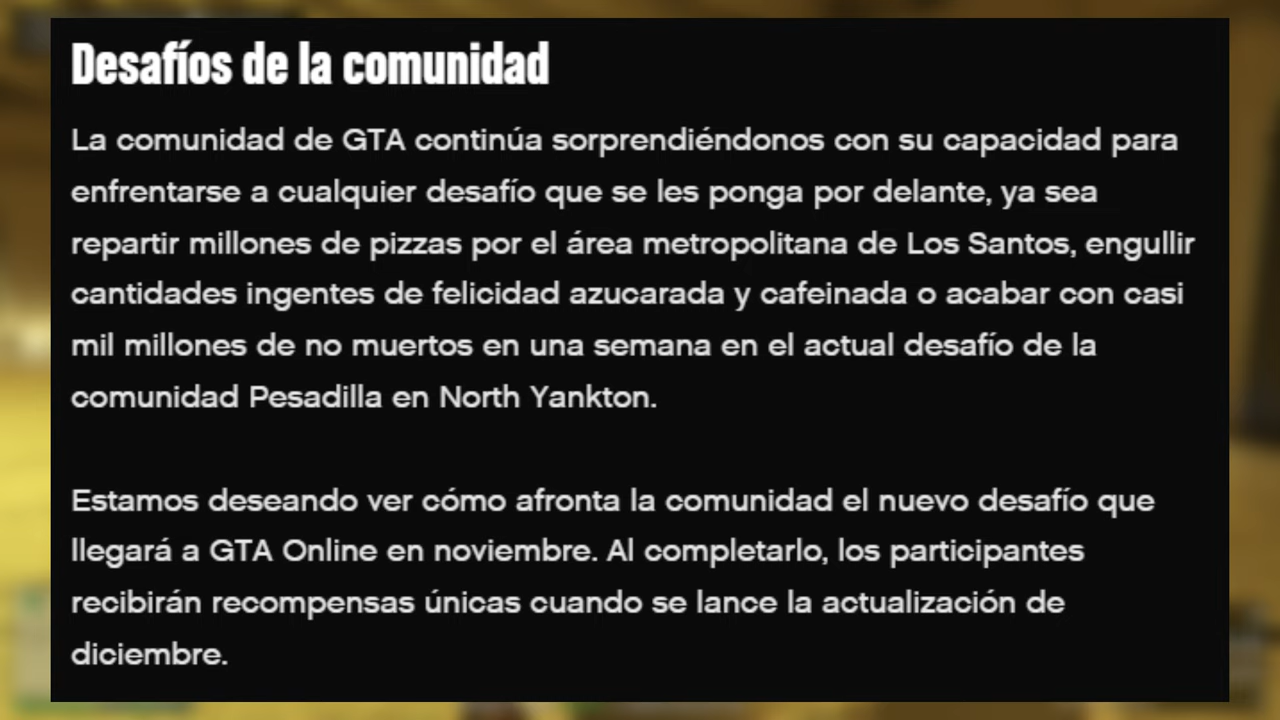 Desafíos de la comunidad
La comunidad de GTA continúa sorprendiéndonos con su capacidad para
enfrentarse a cualquier desafío que se les ponga por delante, ya sea
repartir millones de pizzas por el área metropolitana de Los Santos, engullir
cantidades ingentes de felicidad azucarada y cafeinada o acabar con casi
mil millones de no muertos en una semana en el actual desafío de la
comunidad Pesadilla en North Yankton.
Estamos deseando ver cómo afronta la comunidad el nuevo desafío que
llegará a GTA Online en noviembre. Al completarlo, los participantes
recibirán recompensas únicas cuando se lance la actualización de
diciembre.